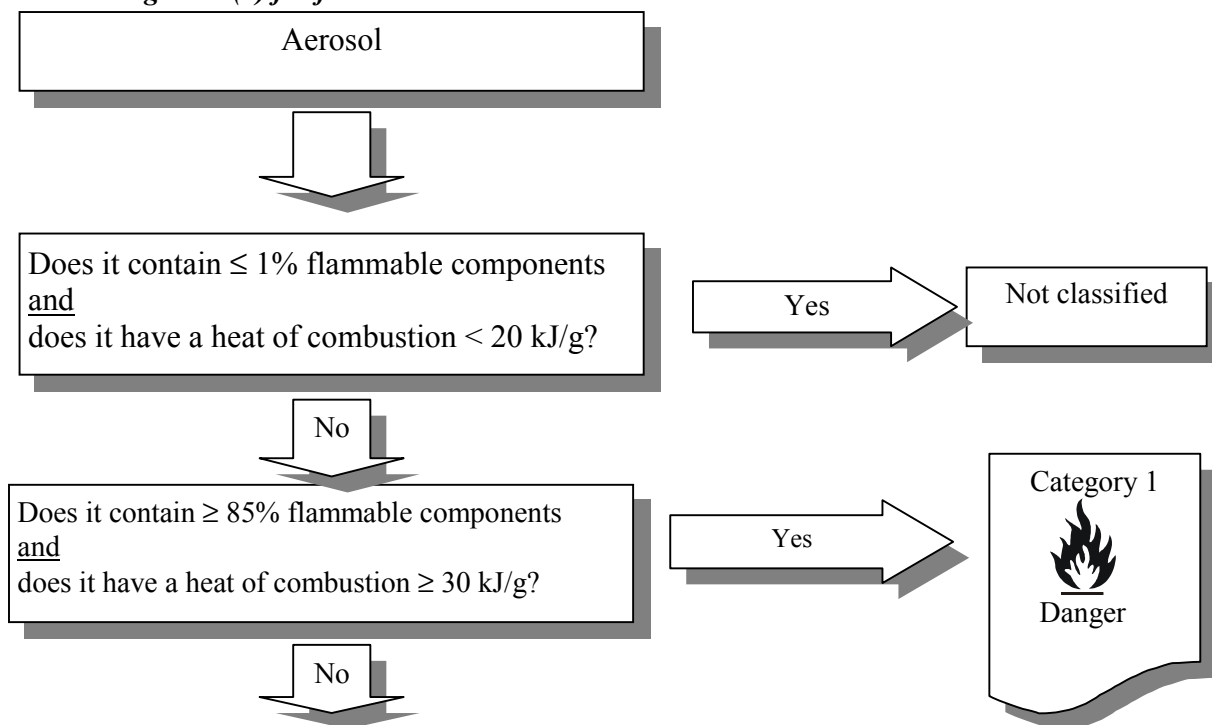 Aerosol
Does it contain ≤ 1% flammable components
and
does it have a heat of combustion < 20 kJ/g?
Yes
Not classified
No
Does it contain ≥ 85% flammable components
and
does it have a heat of combustion ≥ 30 kJ/g?
Yes
Category 1
Danger
No